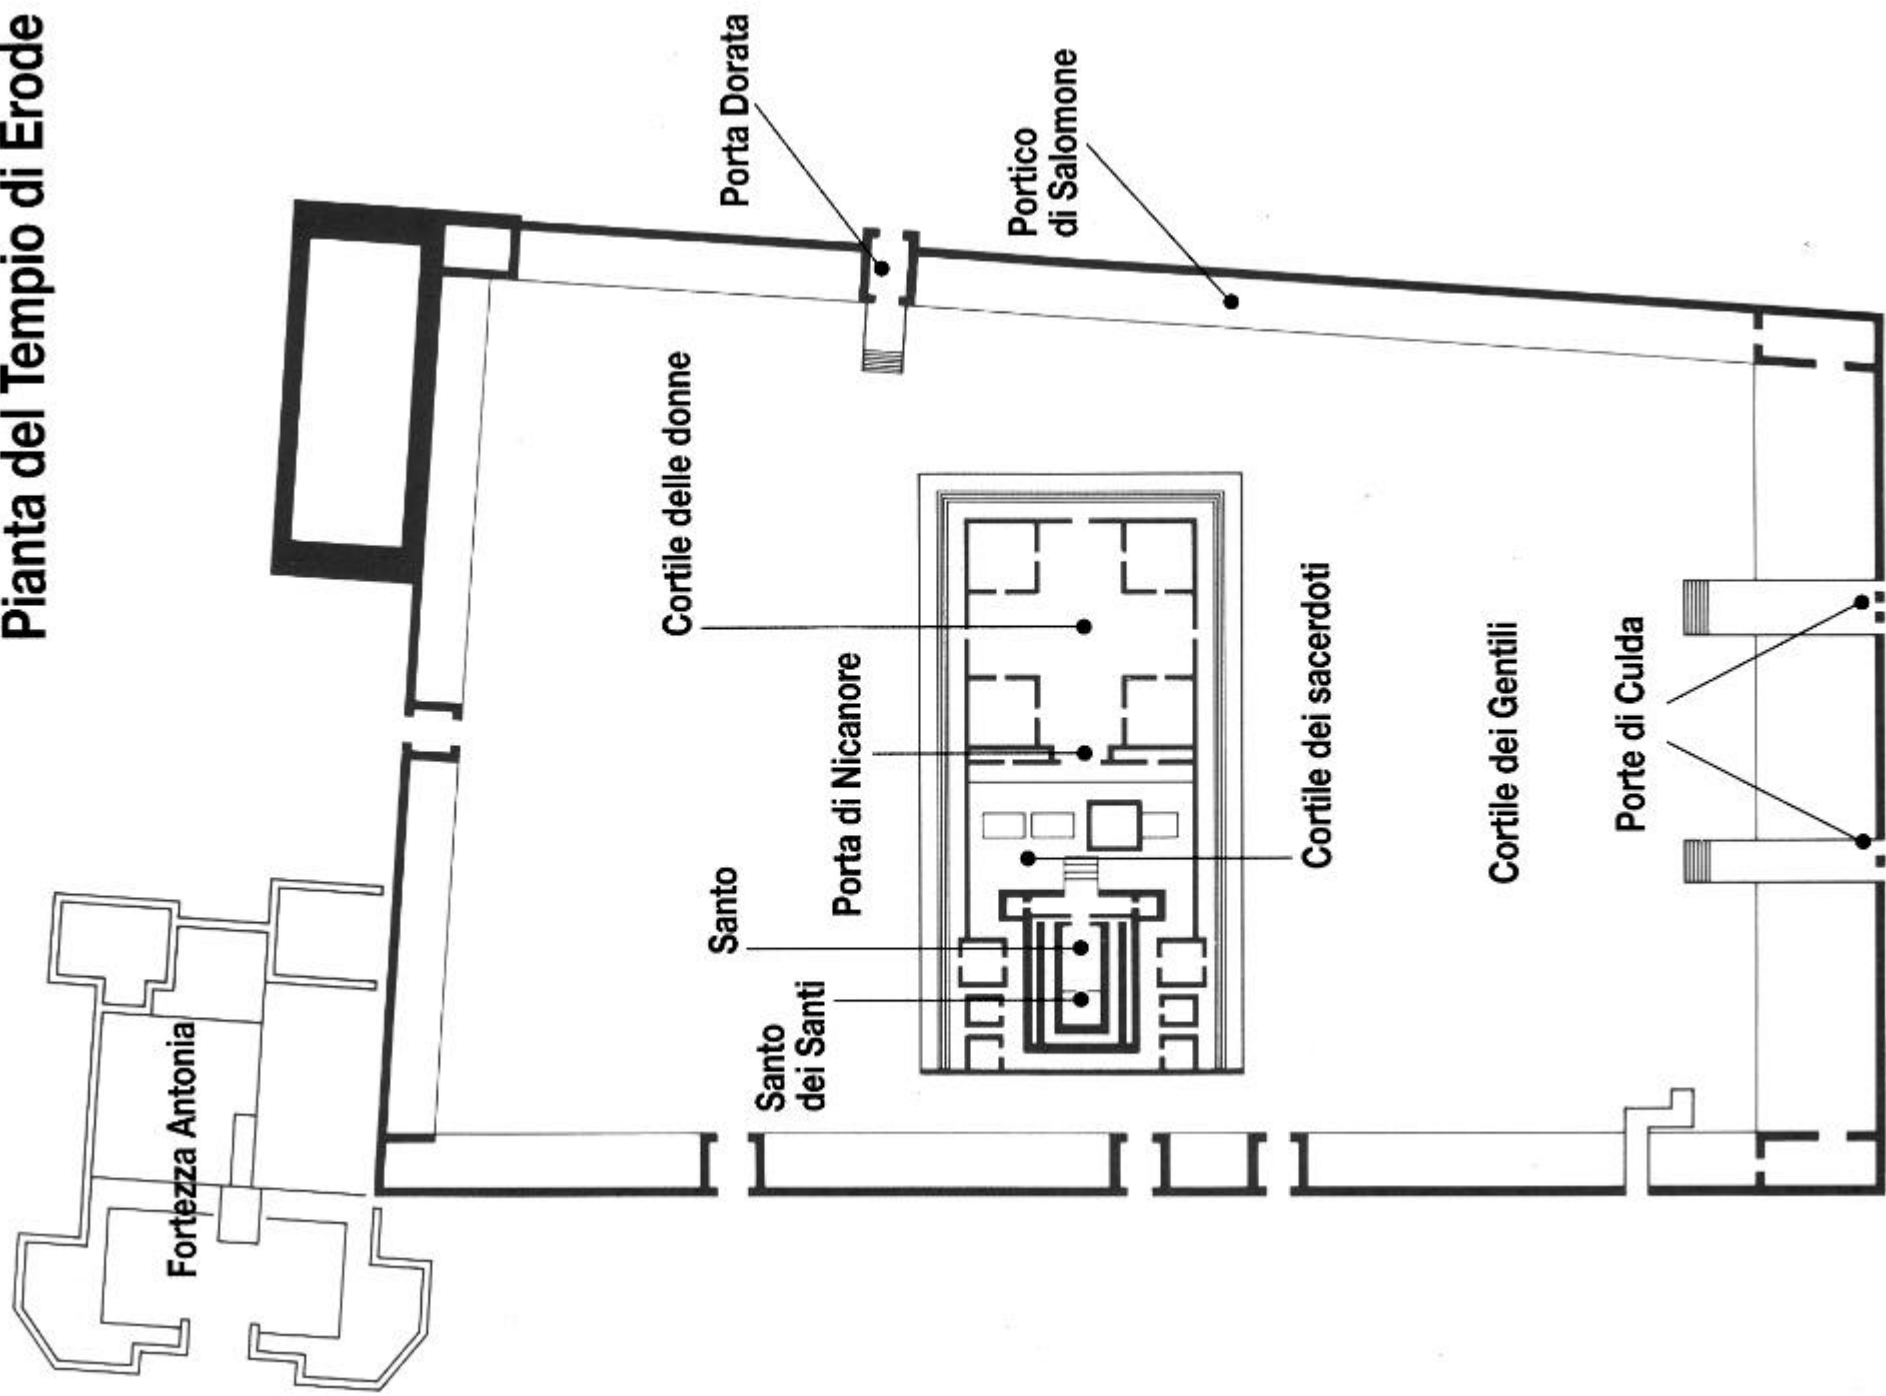 Pianta del Tempio di Erode
Fortezza Antonia
Santo
Santo
dei Santi
Porta di Nicanore
Cortile delle donne
Porta Dorata
Portico
di Salomone
Cortile dei sacerdoti
Cortile dei Gentili
Porte di Culda